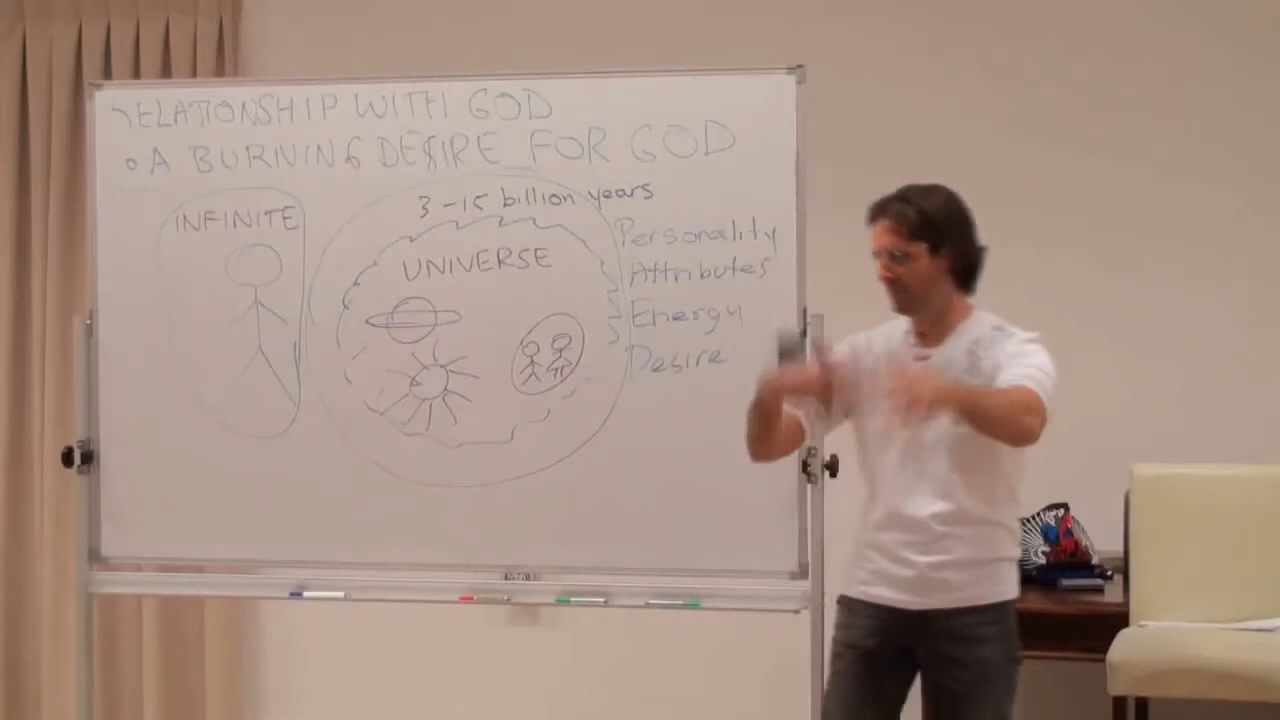 RELATIONSHIP WITH GOD
• A BURNING DESIRE FOR GOD
3-15 billion years
INFINITE
UNIVERSE
Personality
Attributes
Energy
Desire